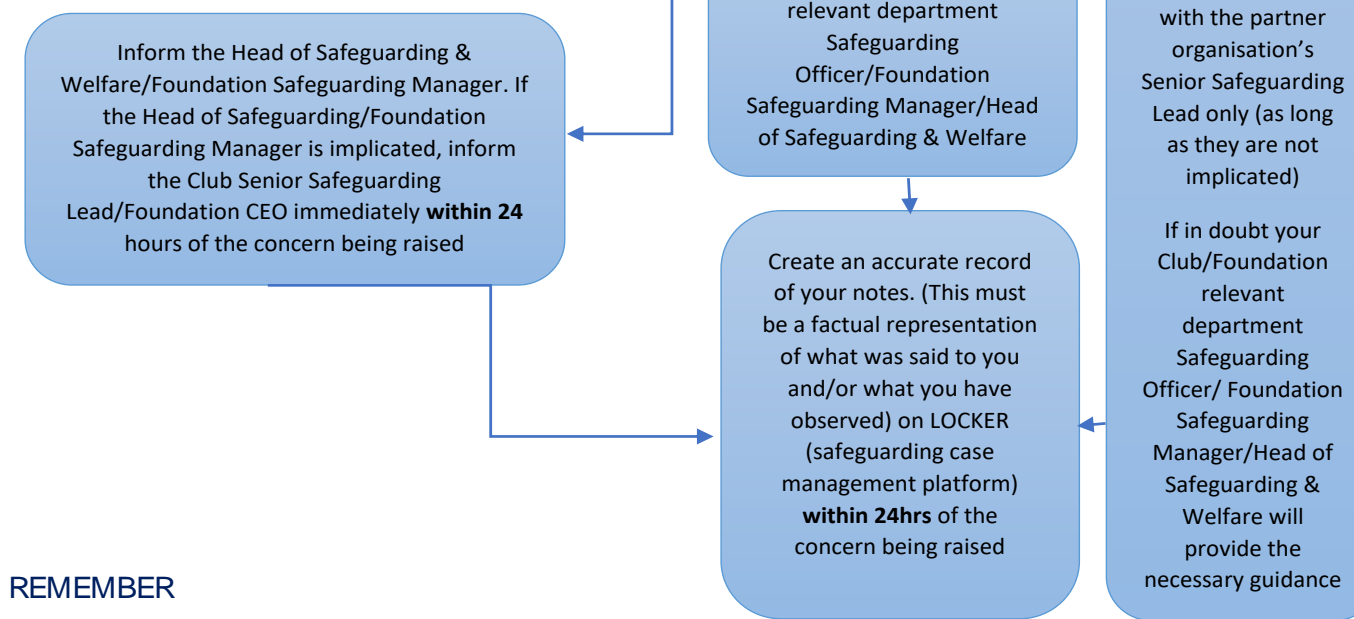 Inform the Head of Safeguarding &
Welfare/Foundation Safeguarding Manager. If
the Head of Safeguarding/Foundation
Safeguarding Manager is implicated, inform
the Club Senior Safeguarding
Lead/Foundation CEO immediately within 24
hours of the concern being raised
relevant department
Safeguarding
Officer/Foundation
Safeguarding Manager/Head
of Safeguarding & Welfare
Create an accurate record
of your notes. (This must
be a factual representation
of what was said to you
and/or what you have
observed) on LOCKER
(safeguarding case
management platform)
within 24hrs of the
concern being raised
with the partner
organisation’s
Senior Safeguarding
Lead only (as long
as they are not
implicated)
If in doubt your
Club/Foundation
relevant
department
Safeguarding
Officer/ Foundation
Safeguarding
Manager/Head of
Safeguarding &
Welfare will
provide the
necessary guidance
REMEMBER